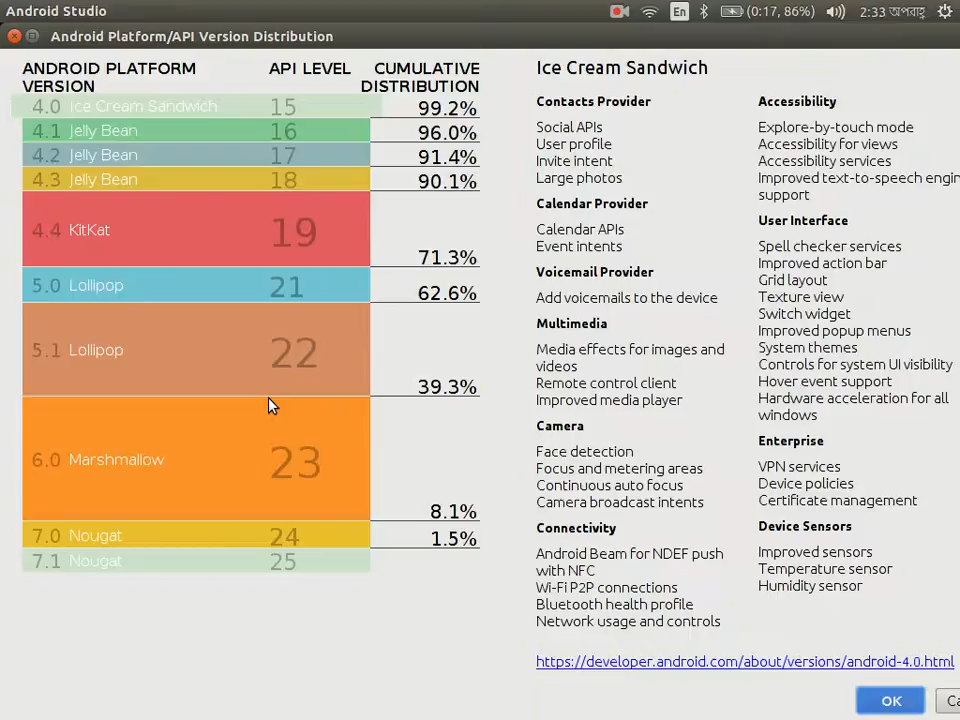 Android Studio
En
(0:17, 86%)
2:33 অপরাহ্ণ
Android Platform/API Version Distribution
ANDROID PLATFORM VERSION
API LEVEL
CUMULATIVE DISTRIBUTION
4.0 Ice Cream Sandwich 15 99.2%
4.1 Jelly Bean 16 96.0%
4.2 Jelly Bean 17 91.4%
4.3 Jelly Bean 18 90.1%
4.4 KitKat 19 71.3%
5.0 Lollipop 21 62.6%
5.1 Lollipop 22 39.3%
6.0 Marshmallow 23 8.1%
7.0 Nougat 24 1.5%
7.1 Nougat 25
Ice Cream Sandwich
Contacts Provider
Social APIs
User profile
Invite intent
Large photos
Calendar Provider
Calendar APIs
Event intents
Voicemail Provider
Add voicemails to the device
Multimedia
Media effects for images and
videos
Remote control client
Improved media player
Camera
Face detection
Focus and metering areas
Continuous auto focus
Camera broadcast intents
Connectivity
Android Beam for NDEF push
with NFC
Wi-Fi P2P connections
Bluetooth health profile
Network usage and controls
Accessibility
Explore-by-touch mode
Accessibility for views
Accessibility services
Improved text-to-speech engin
support
User Interface
Spell checker services
Improved action bar
Grid layout
Texture view
Switch widget
Improved popup menus
System themes
Controls for system UI visibility
Hover event support
Hardware acceleration for all
windows
Enterprise
VPN services
Device policies
Certificate management
Device Sensors
Improved sensors
Temperature sensor
Humidity sensor
https://developer.android.com/about/versions/android-4.0.html
OK
Ca